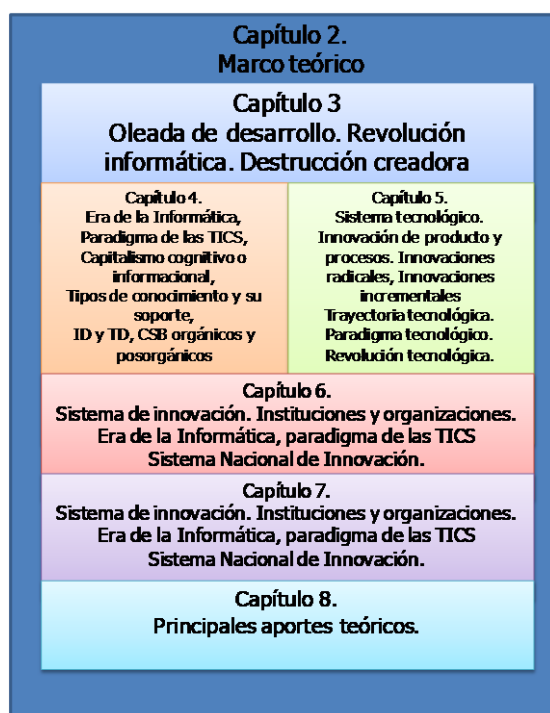 Capítulo 2.
Marco teórico
Capítulo 3
Oleada de desarrollo. Revolución
informática. Destrucción creadora
Capítulo 4.
Era de la Informática,
Paradigma de las TICS,
Capitalismo cognitivo o
informacional,
Tipos de conocimiento y su
soporte,
ID y TD, CSB orgánicos y
posorgánicos
Capítulo 5.
Sistema tecnológico.
Innovación de producto y
procesos. Innovaciones
radicales, Innovaciones
incrementales
Trayectoria tecnológica.
Paradigma tecnológico.
Revolución tecnológica.
Capítulo 6.
Sistema de innovación. Instituciones y organizaciones.
Era de la Informática, paradigma de las TICS
Sistema Nacional de Innovación.
Capítulo 7.
Sistema de innovación. Instituciones y organizaciones.
Era de la Informática, paradigma de las TICS
Sistema Nacional de Innovación.
Capítulo 8.
Principales aportes teóricos.